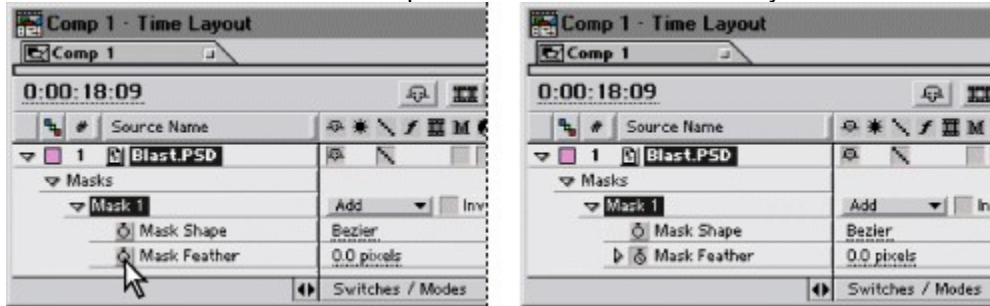 Comp 1 · Time Layout
Comp 1
0:00:18:09
# Source Name
1 Blast.PSD
Masks
Mask 1 Add Inv
Mask Shape Bezier
Mask Feather 0.0 pixels
Switches / Modes
Comp 1 · Time Layout
Comp 1
0:00:18:09
# Source Name
1 Blast.PSD
Masks
Mask 1 Add In
Mask Shape Bezier
Mask Feather 0.0 pixels
Switches / Modes